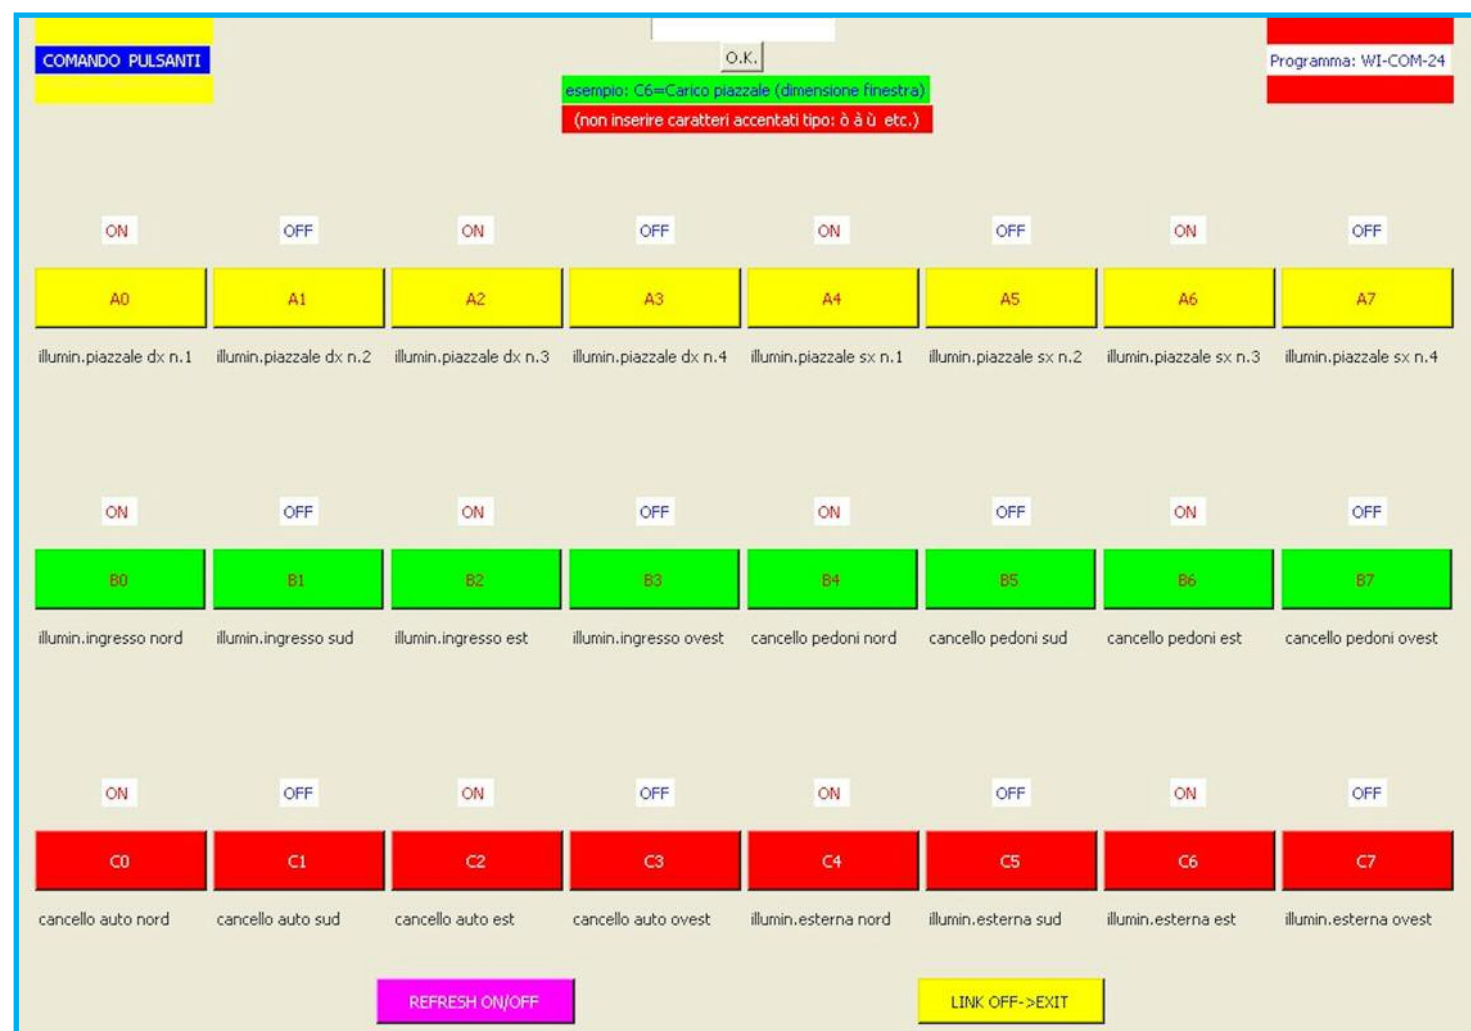 O.K.
COMANDO PULSANTI
Programma: WI-COM-24
esempio: C6=Carico piazzale (dimensione finestra)
(non inserire caratteri accentati tipo: ò à ù etc.)
ON OFF ON OFF ON OFF ON OFF
A0 A1 A2 A3 A4 A5 A6 A7
illumin.piazzale dx n.1 illumin.piazzale dx n.2 illumin.piazzale dx n.3 illumin.piazzale dx n.4 illumin.piazzale sx n.1 illumin.piazzale sx n.2 illumin.piazzale sx n.3 illumin.piazzale sx n.4
ON OFF ON OFF ON OFF ON OFF
B0 B1 B2 B3 B4 B5 B6 B7
illumin.ingresso nord illumin.ingresso sud illumin.ingresso est illumin.ingresso ovest cancello pedoni nord cancello pedoni sud cancello pedoni est cancello pedoni ovest
ON OFF ON OFF ON OFF ON OFF
C0 C1 C2 C3 C4 C5 C6 C7
cancello auto nord cancello auto sud cancello auto est cancello auto ovest illumin.esterna nord illumin.esterna sud illumin.esterna est illumin.esterna ovest
REFRESH ON/OFF LINK OFF->EXIT